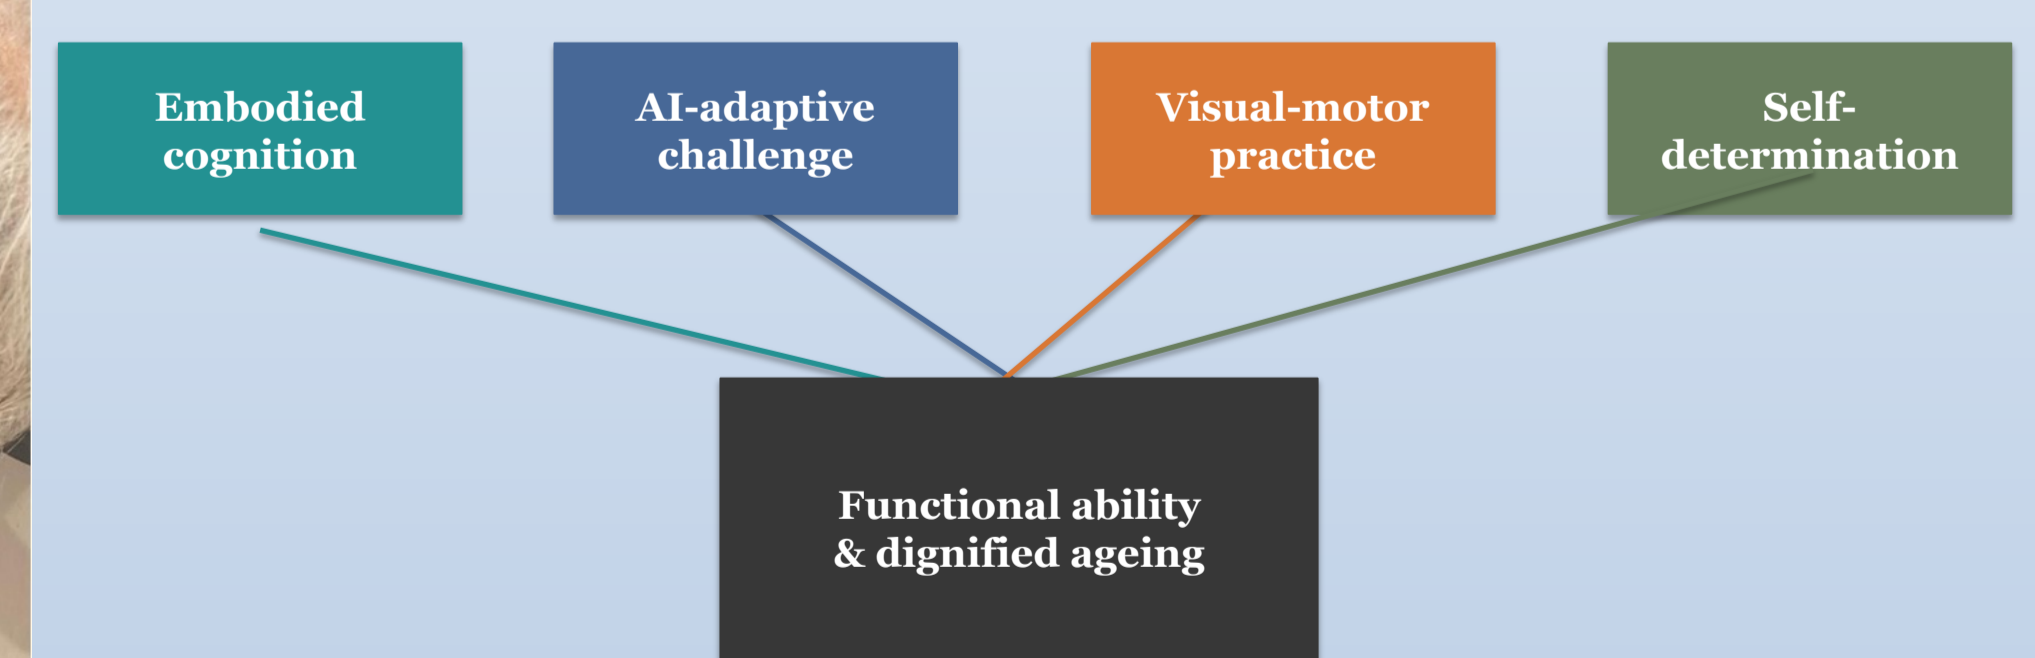 Embodied
cognition
AI-adaptive
challenge
Visual-motor
practice
Self-
determination
Functional ability
& dignified ageing